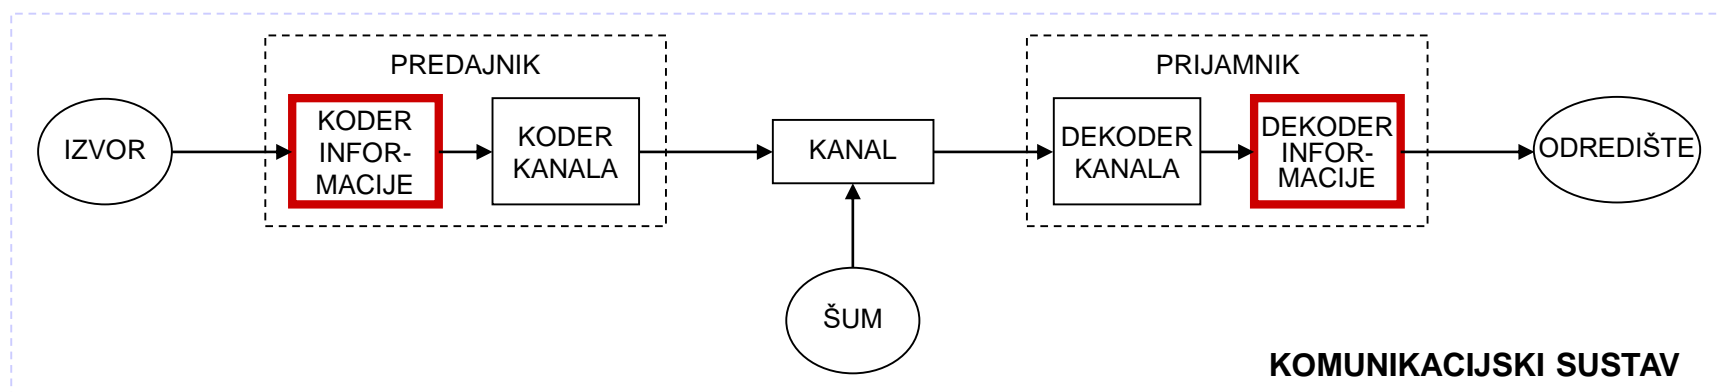 PREDAJNIK
PRIJAMNIK
IZVOR
KODER
INFOR-
MACIJE
KODER
KANALA
KANAL
DEKODER
KANALA
DEKODER
INFOR-
MACIJE
ODREDIŠTE
ŠUM
KOMUNIKACIJSKI SUSTAV